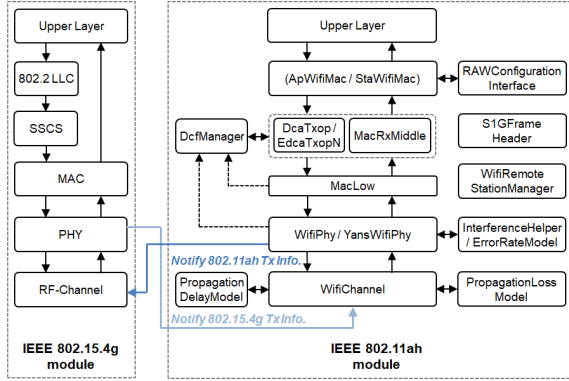 Upper Layer
802.2 LLC
SSCS
MAC
PHY
RF-Channel
IEEE 802.15.4g
module
Upper Layer
(ApWifiMac / StaWifiMac)
RAWConfiguration
Interface
DcfManager
DcaTxop /
EdcaTxopN
MacRxMiddle
S1GFrame
Header
MacLow
WifiRemote
StationManager
WifiPhy / YansWifiPhy
InterferenceHelper
/ ErrorRateModel
Notify 802.11ah Tx Info.
Propagation
DelayModel
WifiChannel
PropagationLoss
Model
Notify 802.15.4g Tx Info.
IEEE 802.11ah
module